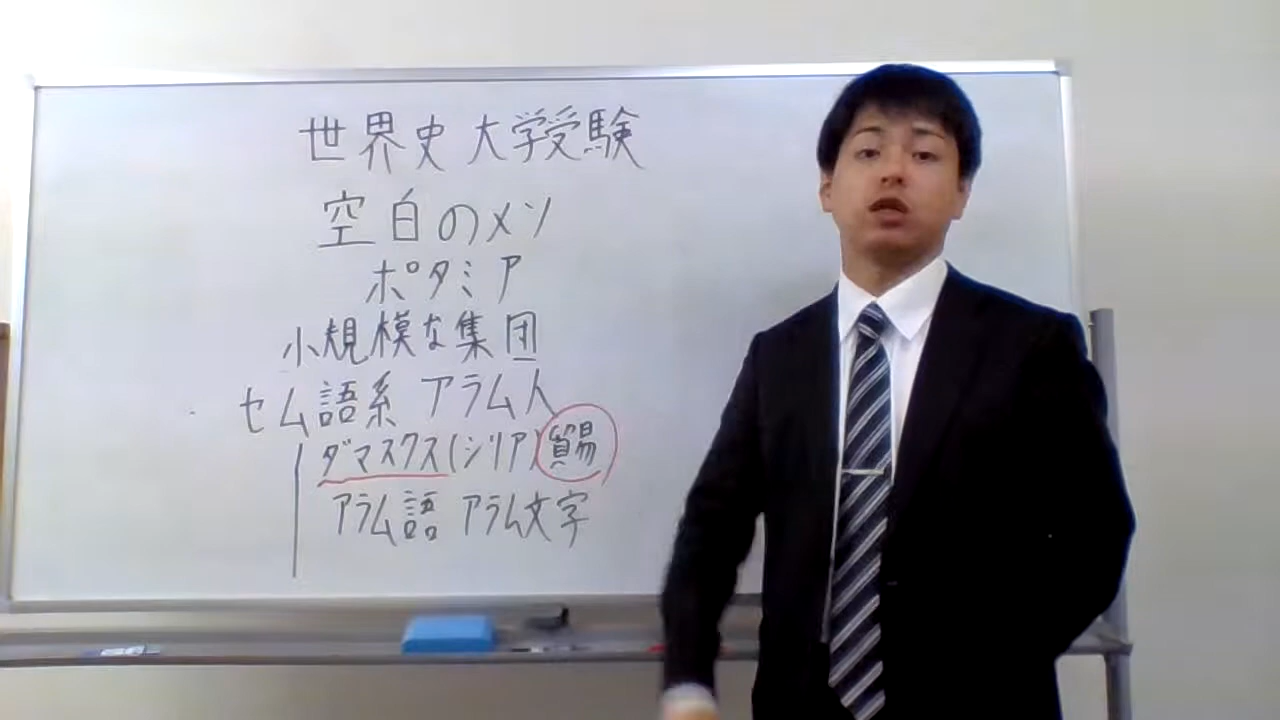 世界史 大学受験
空白のメソ
ポタミア
小規模な集団
セム語系 アラム人
ダマスクス(シリア)貿易
アラム語 アラム文字